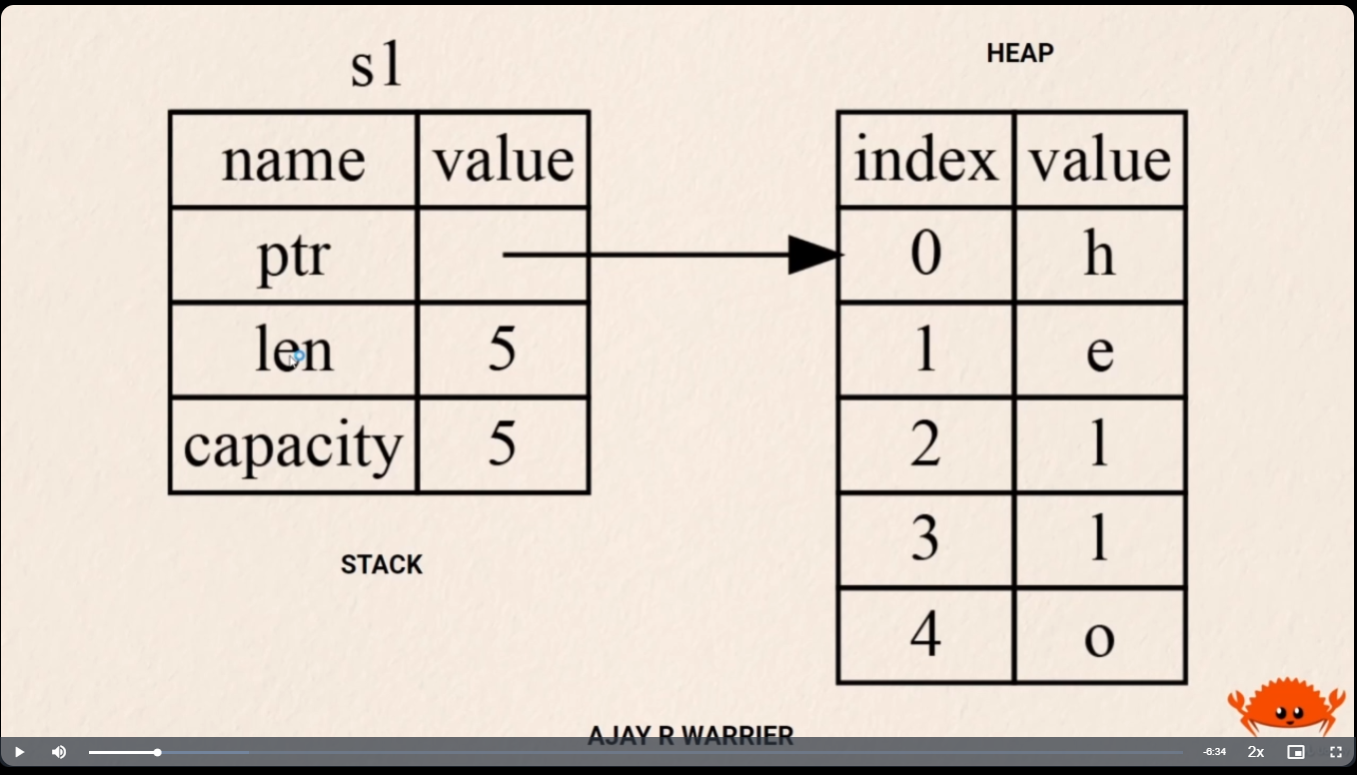 s1
name value
ptr
len 5
capacity 5
STACK
HEAP
index value
0 h
1 e
2 l
3 l
4 o
AJAY R WARRIER
-6:34
2x